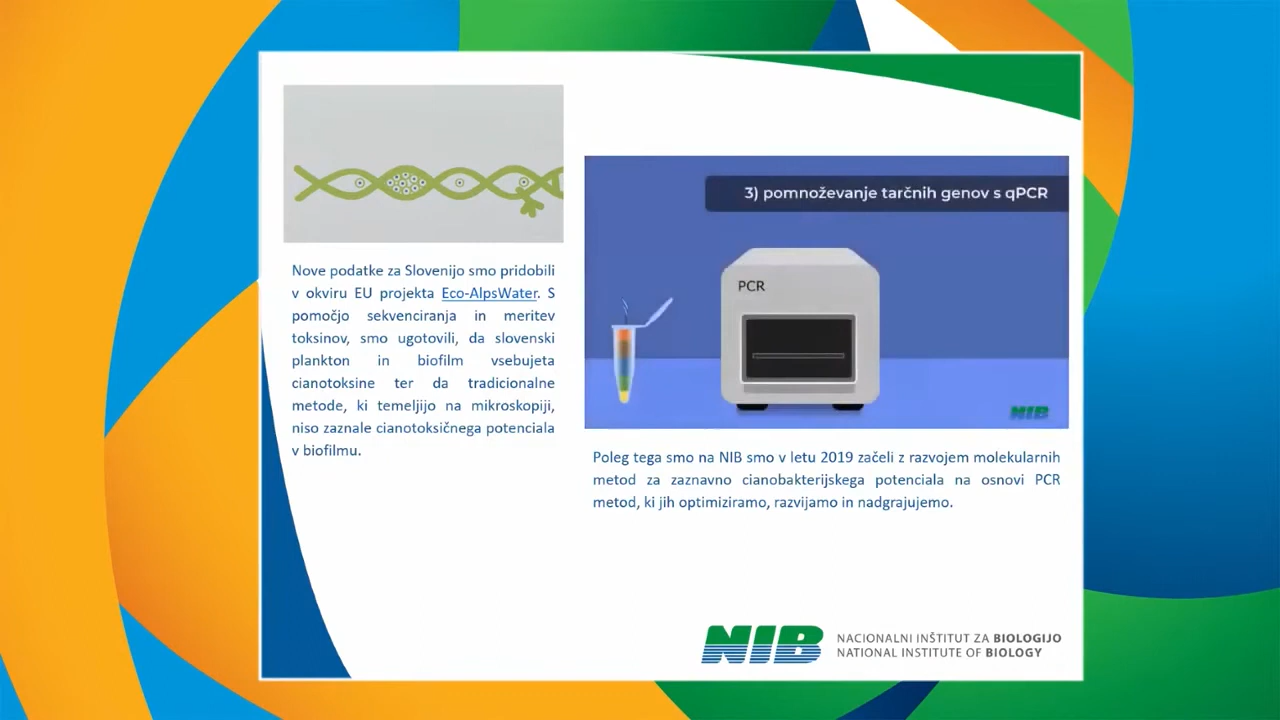 Nove podatke za Slovenijo smo pridobili
v okviru EU projekta Eco-AlpsWater. S
pomočjo sekvenciranja in meritev
toksinov, smo ugotovili, da slovenski
plankton in biofilm vsebujeta
cianotoksine ter da tradicionalne
metode, ki temeljijo na mikroskopiji,
niso zaznale cianotoksičnega potenciala
v biofilmu.
3) pomnoževanje tarčnih genov s qPCR
PCR
NIB
Poleg tega smo na NIB smo v letu 2019 začeli z razvojem molekularnih
metod za zaznavno cianobakterijskega potenciala na osnovi PCR
metod, ki jih optimiziramo, razvijamo in nadgrajujemo.
NIB
NACIONALNI INŠTITUT ZA BIOLOGIJO
NATIONAL INSTITUTE OF BIOLOGY